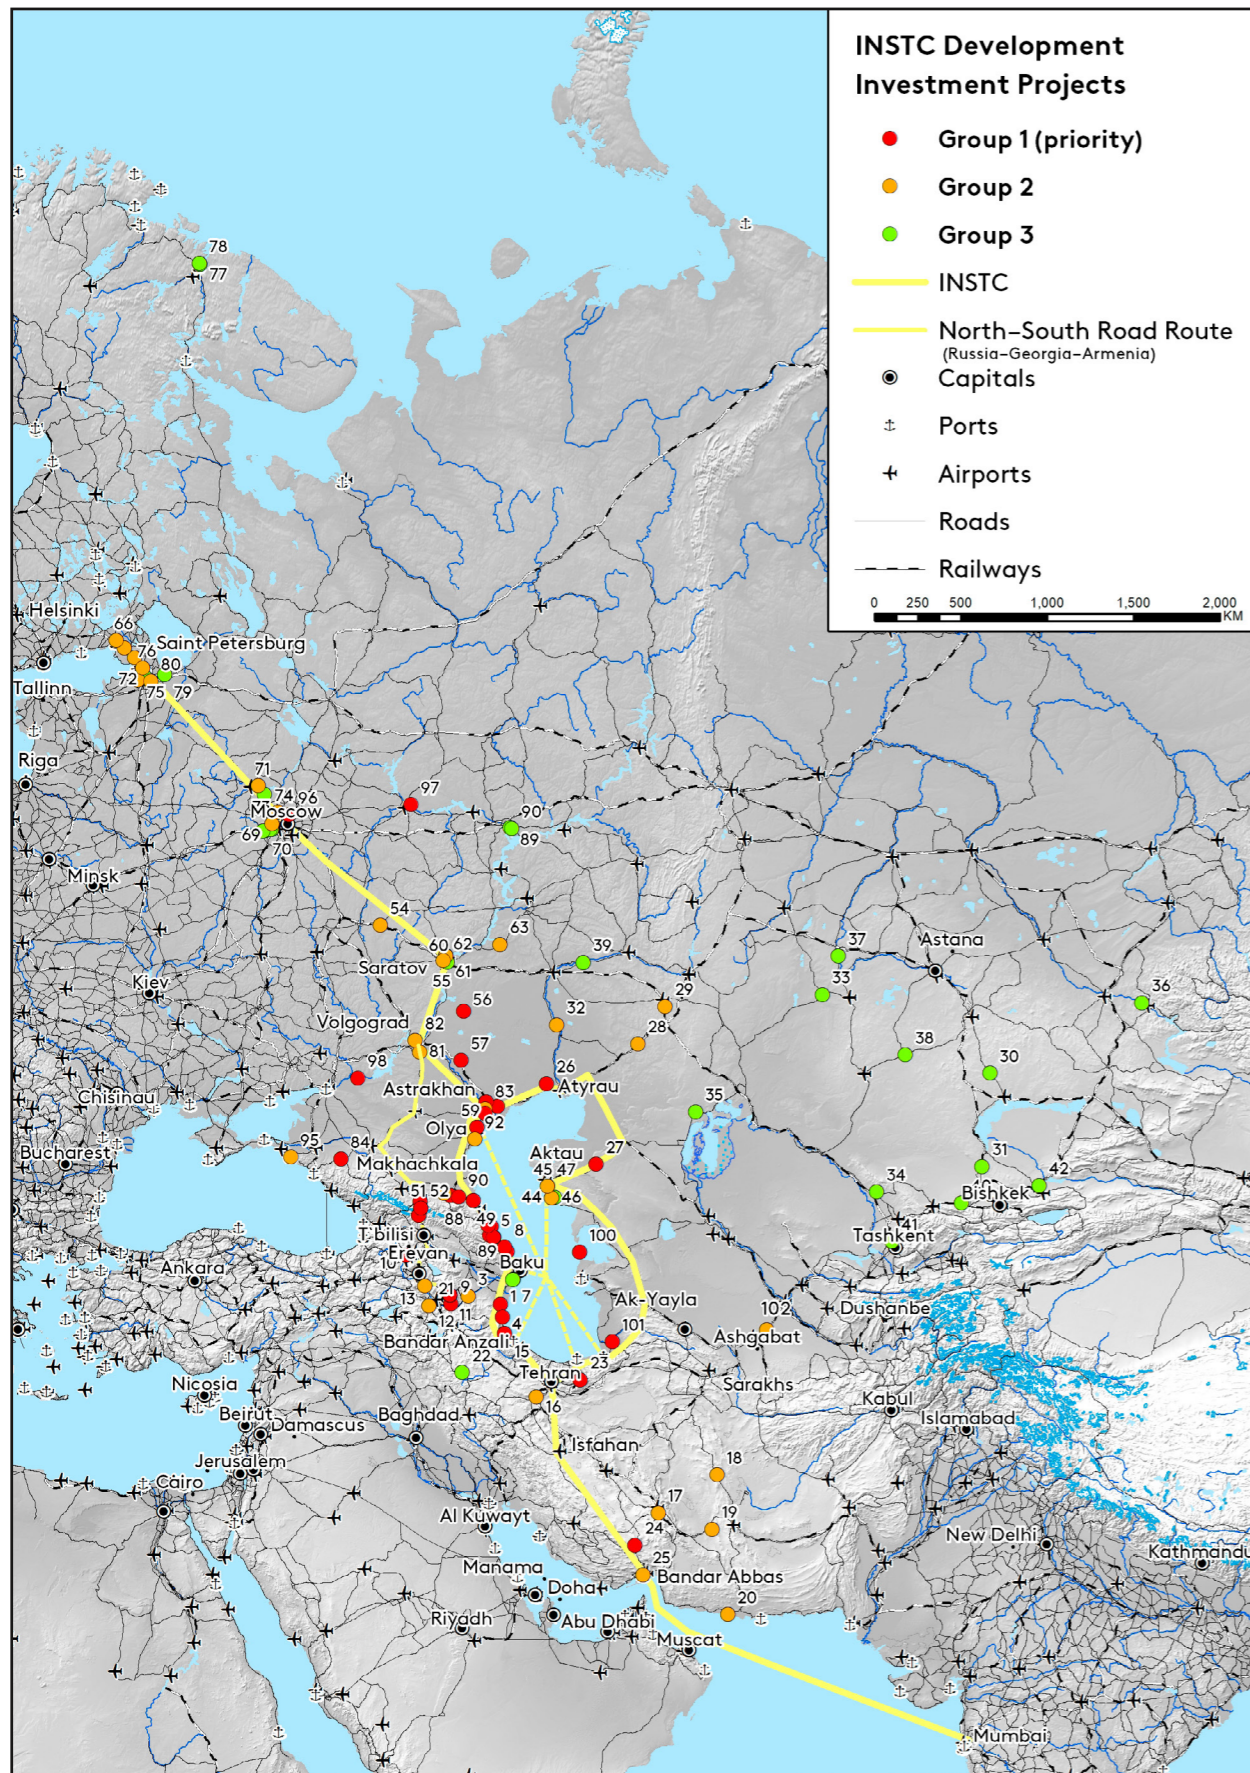 INSTC Development
Investment Projects
Group 1 (priority)
Group 2
Group 3
INSTC
North–South Road Route
(Russia–Georgia–Armenia)
Capitals
Ports
Airports
Roads
Railways
0 250 500 1,000 1,500 2,000
KM
78
77
Helsinki
66
76
Saint Petersburg
80
72
75
79
Tallinn
Riga
71
74
96
Moscow
69
70
97
90
89
Minsk
54
60
62
63
Saratov
61
55
39
37
Astana
33
36
Kiev
56
29
32
28
Volgograd
82
81
57
38
30
98
Astrakhan
83
26
Atyrau
35
Chisinau
59
92
Olya
95
84
Bucharest
Makhachkala
Aktau
45
47
27
44
46
31
42
34
Bishkek
51
52
90
88
49
5
8
100
41
Tashkent
T bilisi
Erevan
10
89
Baku
Ankara
3
1
7
21
9
13
12
11
4
Bandar Anzali
22
15
Ak-Yayla
101
102
Ashgabat
Dushanbe
23
Tehran
16
Sarakhs
Nicosia
Beirut
Damascus
Baghdad
Kabul
Islamabad
Jerusalem
Cairo
Isfahan
18
17
19
24
Al Kuwayt
25
Bandar Abbas
New Delhi
Kathmandu
Manama
Doha
20
Riyadh
Abu Dhabi
Muscat
Mumbai